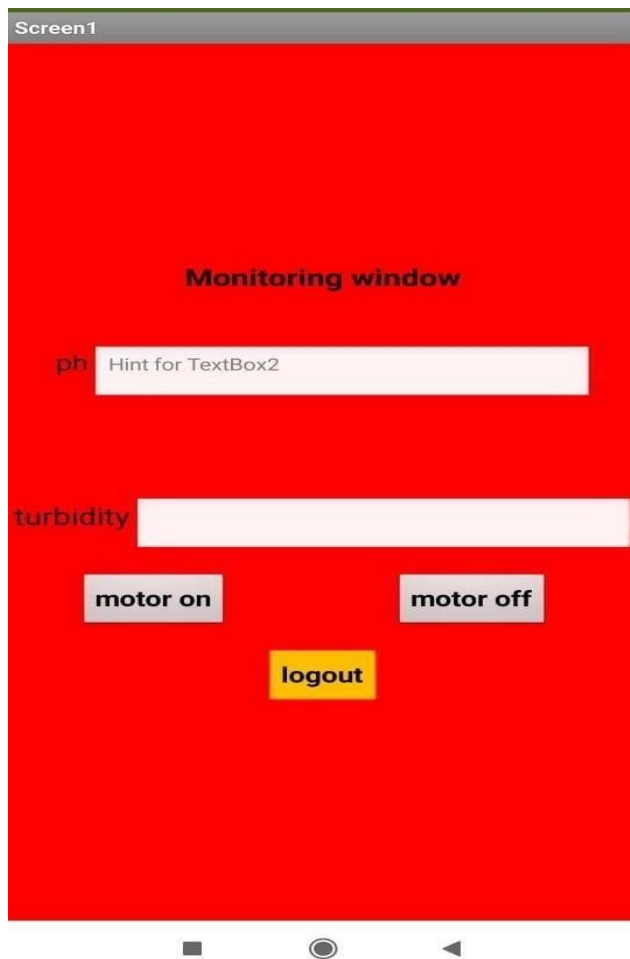 Screen1
Monitoring window
ph Hint for TextBox2
turbidity
motor on motor off
logout